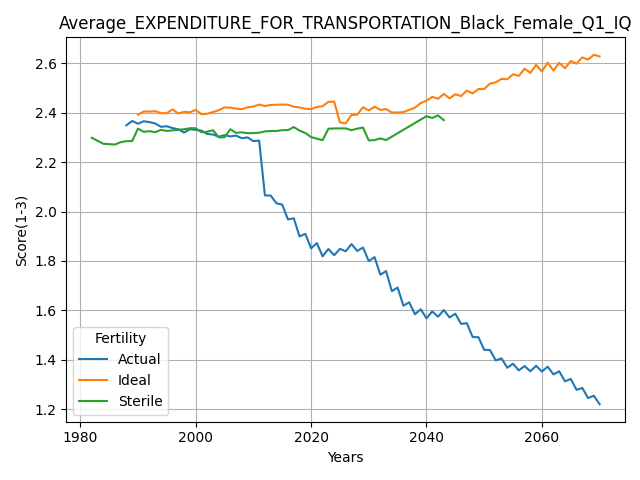 Average_EXPENDITURE_FOR_TRANSPORTATION_Black_Female_Q1_IQ
Score(1-3)
2.6
2.4
2.2
2.0
1.8
1.6
1.4
1.2
Fertility
Actual
Ideal
Sterile
1980 2000 2020 2040 2060
Years